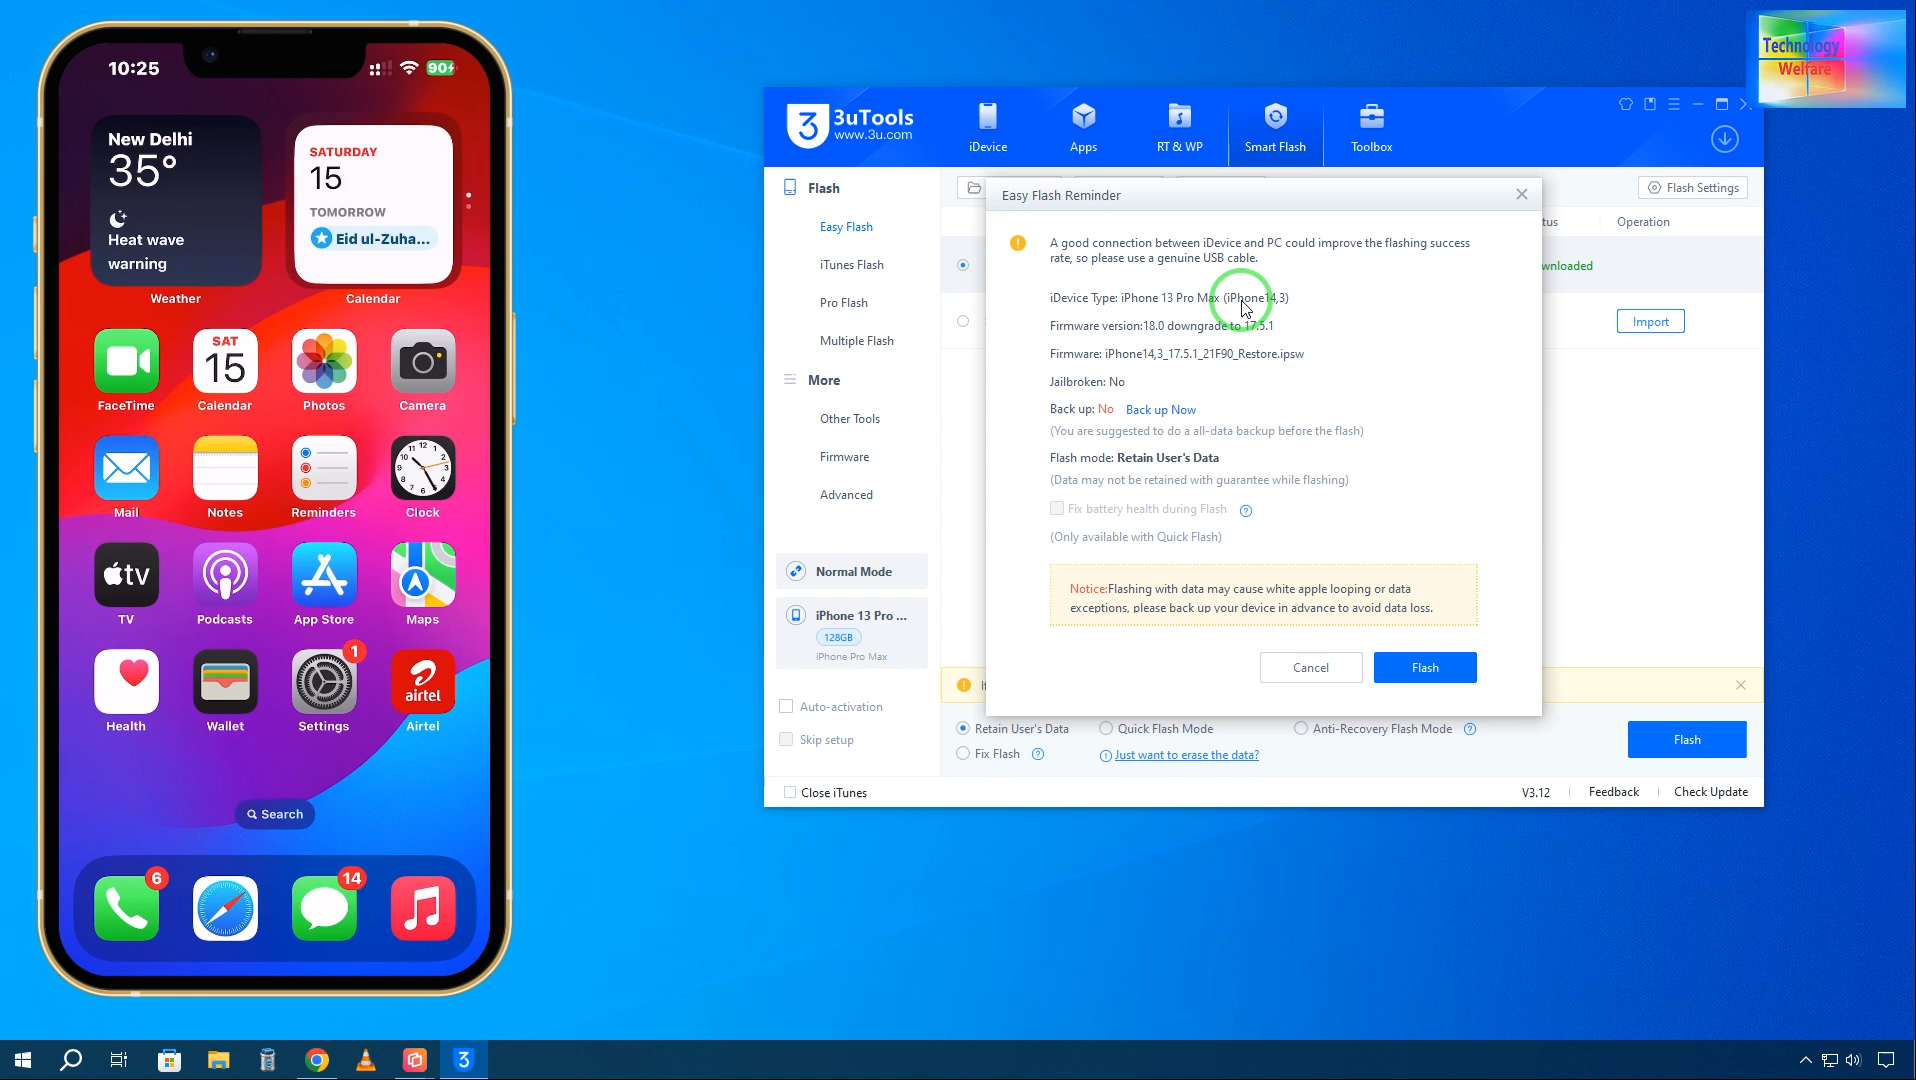 10:25
90
New Delhi
35°
Heat wave
warning
Weather
SATURDAY
15
TOMORROW
Eid ul-Zuha...
Calendar
FaceTime
SAT
15
Calendar
Photos
Camera
Mail
Notes
Reminders
Clock
tv
TV
Podcasts
App Store
Maps
Health
Wallet
1
Settings
airtel
Airtel
Search
6
14
Technology
Welfare
3uTools
www.3u.com
iDevice
Apps
RT & WP
Smart Flash
Toolbox
Flash
Easy Flash
iTunes Flash
Pro Flash
Multiple Flash
More
Other Tools
Firmware
Advanced
Normal Mode
iPhone 13 Pro ...
128GB
iPhone Pro Max
Auto-activation
Skip setup
Close iTunes
Flash Settings
Operation
Import
Easy Flash Reminder
A good connection between iDevice and PC could improve the flashing success
rate, so please use a genuine USB cable.
iDevice Type: iPhone 13 Pro Max (iPhone14,3)
Firmware version:18.0 downgrade to 17.5.1
Firmware: iPhone14,3_17.5.1_21F90_Restore.ipsw
Jailbroken: No
Back up: No Back up Now
(You are suggested to do a all-data backup before the flash)
Flash mode: Retain User's Data
(Data may not be retained with guarantee while flashing)
Fix battery health during Flash
(Only available with Quick Flash)
Notice:Flashing with data may cause white apple looping or data
exceptions, please back up your device in advance to avoid data loss.
Cancel
Flash
Retain User's Data
Quick Flash Mode
Anti-Recovery Flash Mode
Fix Flash
Just want to erase the data?
Flash
V3.12
Feedback
Check Update